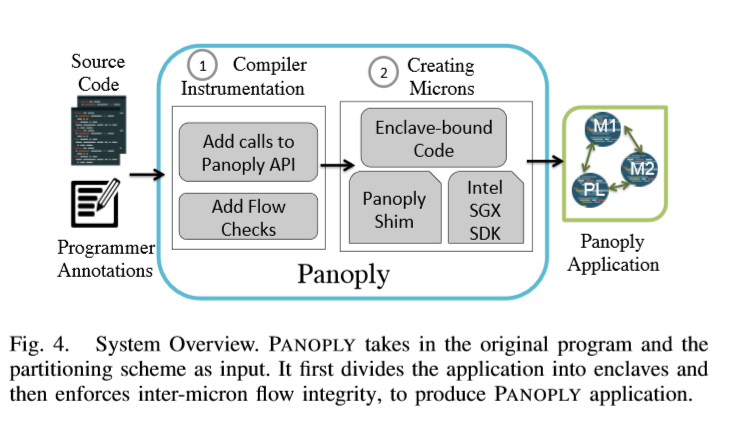 Source
Code
Programmer
Annotations
1 Compiler
Instrumentation
Add calls to
Panoply API
Add Flow
Checks
2 Creating
Microns
Enclave-bound
Code
Panoply
Shim
Intel
SGX
SDK
Panoply
M1
M2
PL
Panoply
Application
Fig. 4. System Overview. PANOPLY takes in the original program and the
partitioning scheme as input. It first divides the application into enclaves and
then enforces inter-micron flow integrity, to produce PANOPLY application.